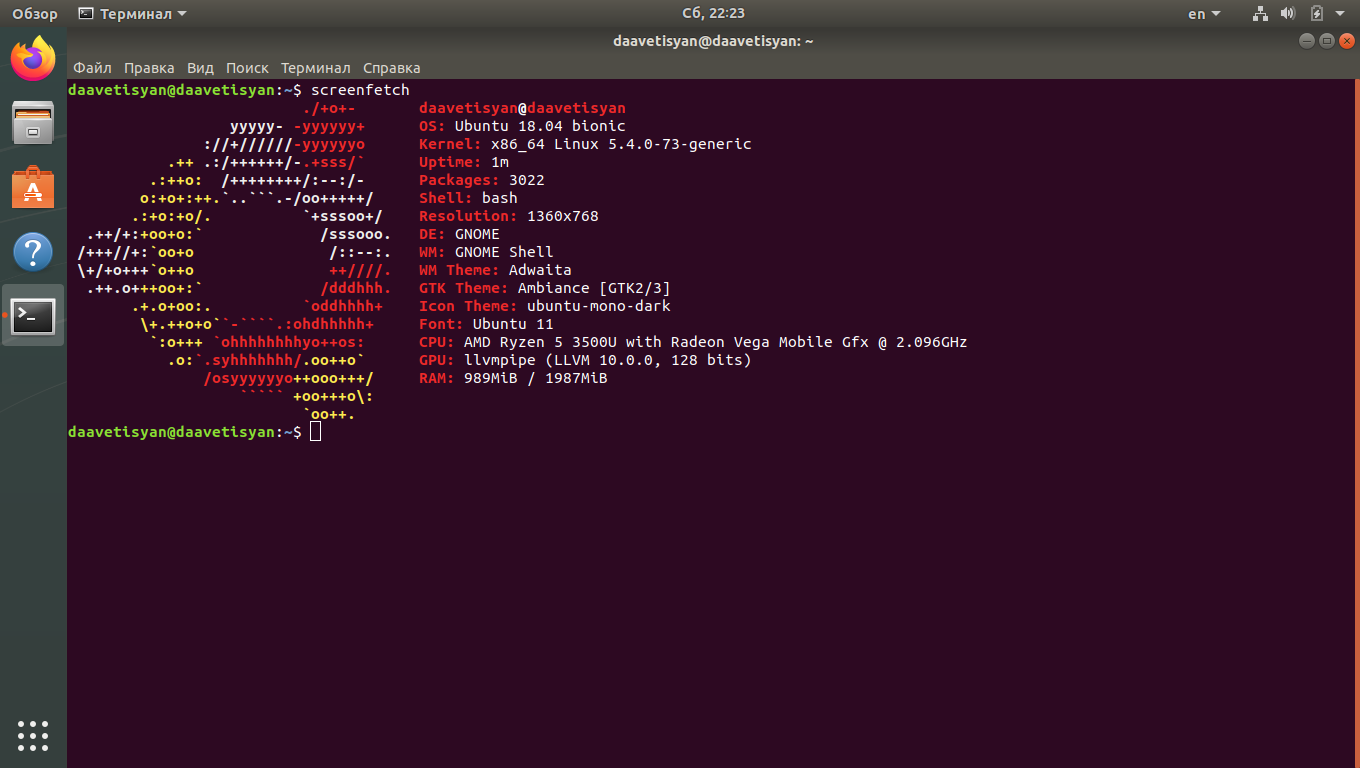 Обзор Терминал Сб, 22:23 en
daavetisyan@daavetisyan: ~
Файл Правка Вид Поиск Терминал Справка
daavetisyan@daavetisyan:~$ screenfetch
                          ./+o+-       daavetisyan@daavetisyan
                  yyyyy- -yyyyyy+      OS: Ubuntu 18.04 bionic
               ://+//////-yyyyyyo      Kernel: x86_64 Linux 5.4.0-73-generic
           .++ .:/++++++/-.+sss/`      Uptime: 1m
         .:++o:  /++++++++/:--:/-      Packages: 3022
        o:+o+:++.`..```.-/oo+++++/     Shell: bash
       .:+o:+o/.          `+sssoo+/    Resolution: 1360x768
  .++/+:+oo+o:`             /sssooo.   DE: GNOME
 /+++//+:`oo+o               /::--:.   WM: GNOME Shell
 \+/+o+++`o++o               ++////.   WM Theme: Adwaita
  .++.o+++oo+:`             /dddhhh.   GTK Theme: Ambiance [GTK2/3]
       .+.o+oo:.          `oddhhhh+    Icon Theme: ubuntu-mono-dark
        \+.++o+o``-````.:ohdhhhhh+     Font: Ubuntu 11
         `:o+++ `ohhhhhhhhyo++os:      CPU: AMD Ryzen 5 3500U with Radeon Vega Mobile Gfx @ 2.096GHz
           .o:`.syhhhhhhh/.oo++o`      GPU: llvmpipe (LLVM 10.0.0, 128 bits)
               /osyyyyyyo++ooo+++/     RAM: 989MiB / 1987MiB
                   ````` +oo+++o\:
                          `oo++.
daavetisyan@daavetisyan:~$